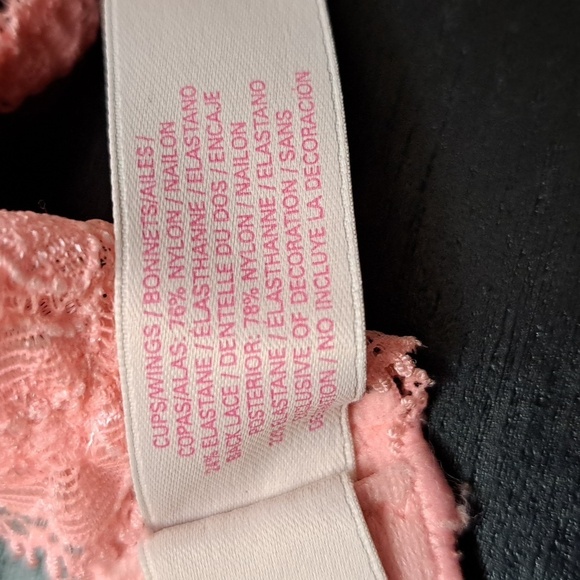 CUPS/WINGS / BONNETS/AILES /
COPAS/ALAS: 76% NYLON / NAILON
24% ELASTANE / ELASTHANNE / ELASTANO
BACK LACE / DENTELLE DU DOS / ENCAJE
POSTERIOR: 78% NYLON / NAILON
22% ELASTANE / ELASTHANNE / ELASTANO
EXCLUSIVE OF DECORATION / SANS
DÉCORATION / NO INCLUYE LA DECORACIÓN